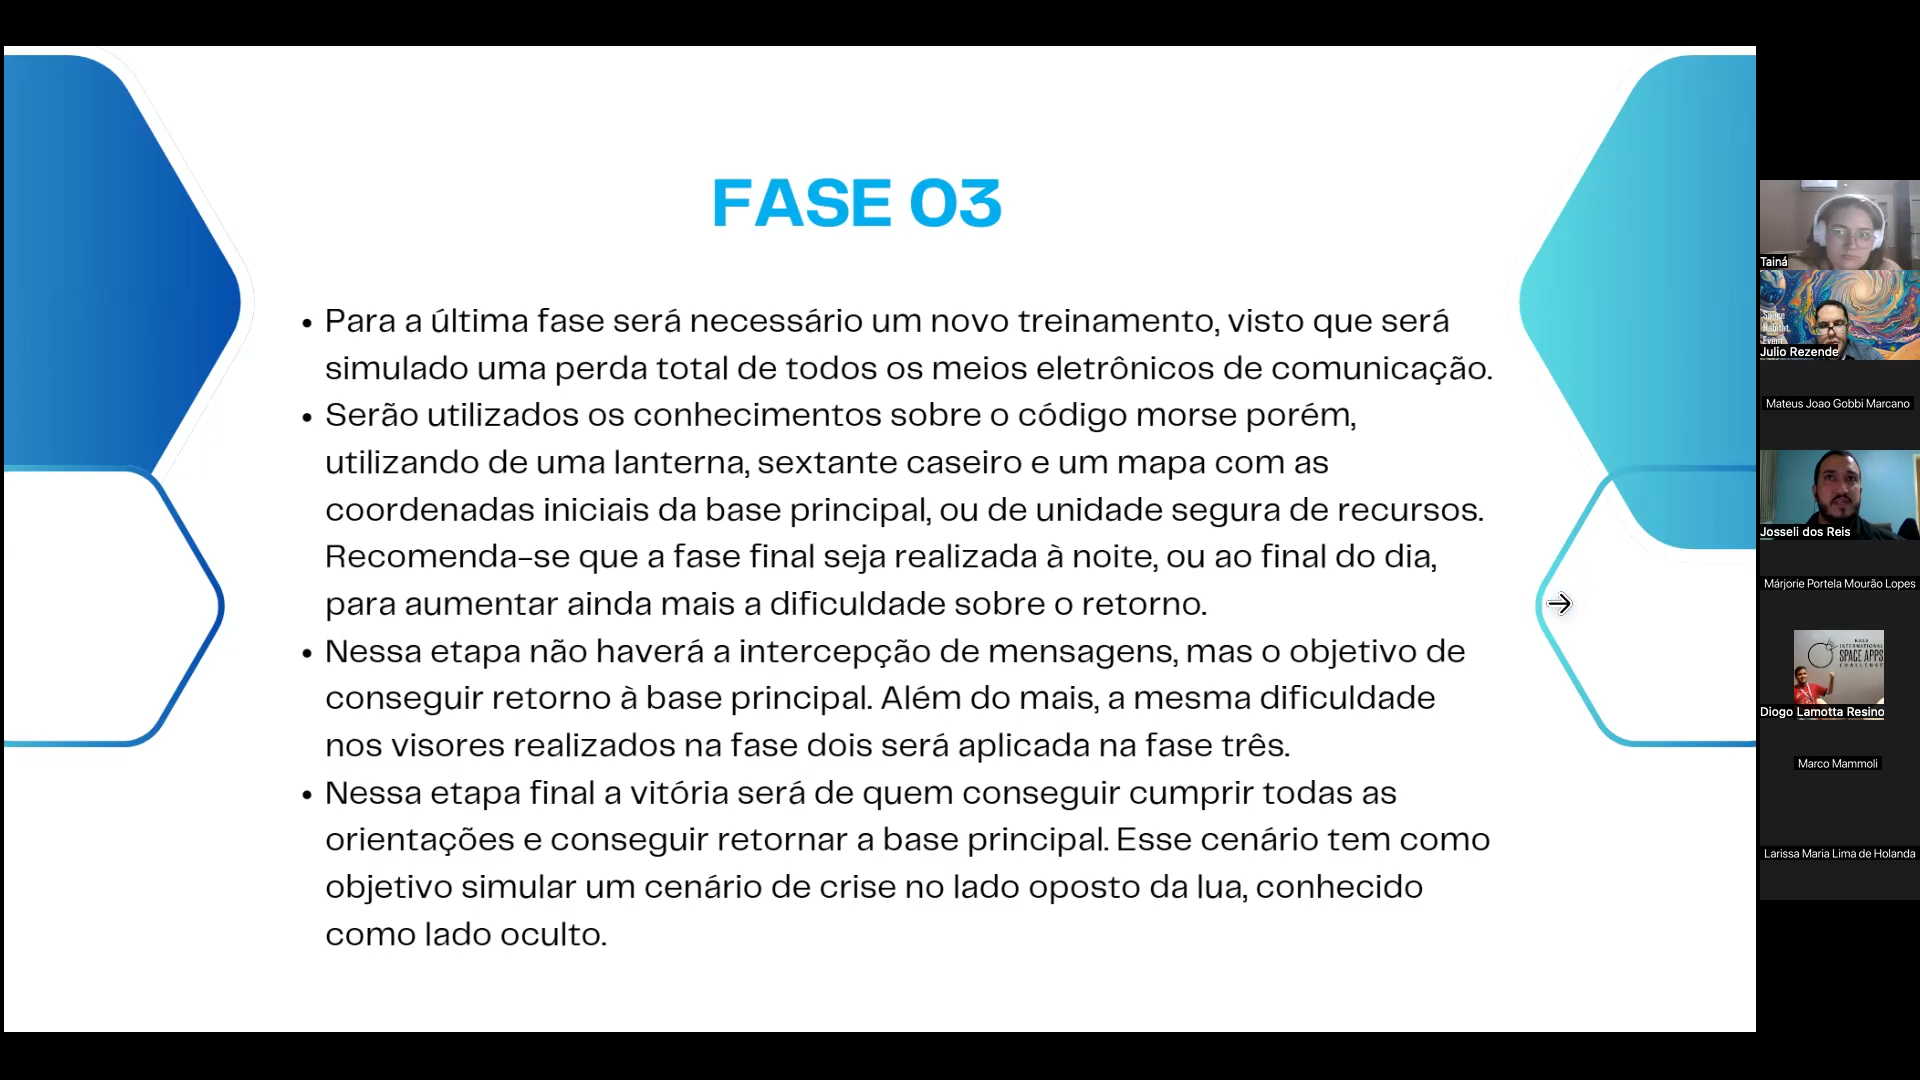 FASE 03
• Para a última fase será necessário um novo treinamento, visto que será
simulado uma perda total de todos os meios eletrônicos de comunicação.
• Serão utilizados os conhecimentos sobre o código morse porém,
utilizando de uma lanterna, sextante caseiro e um mapa com as
coordenadas iniciais da base principal, ou de unidade segura de recursos.
Recomenda-se que a fase final seja realizada à noite, ou ao final do dia,
para aumentar ainda mais a dificuldade sobre o retorno.
• Nessa etapa não haverá a intercepção de mensagens, mas o objetivo de
conseguir retorno à base principal. Além do mais, a mesma dificuldade
nos visores realizados na fase dois será aplicada na fase três.
• Nessa etapa final a vitória será de quem conseguir cumprir todas as
orientações e conseguir retornar a base principal. Esse cenário tem como
objetivo simular um cenário de crise no lado oposto da lua, conhecido
como lado oculto.
Tainá
Space
Habitat
Event
Julio Rezende
Mateus Joao Gobbi Marcano
Josseli dos Reis
Márjorie Portela Mourão Lopes
NASA
INTERNATIONAL
SPACE APPS
CHALLENGE
Diogo Lamotta Resino
Marco Mammoli
Larissa Maria Lima de Holanda